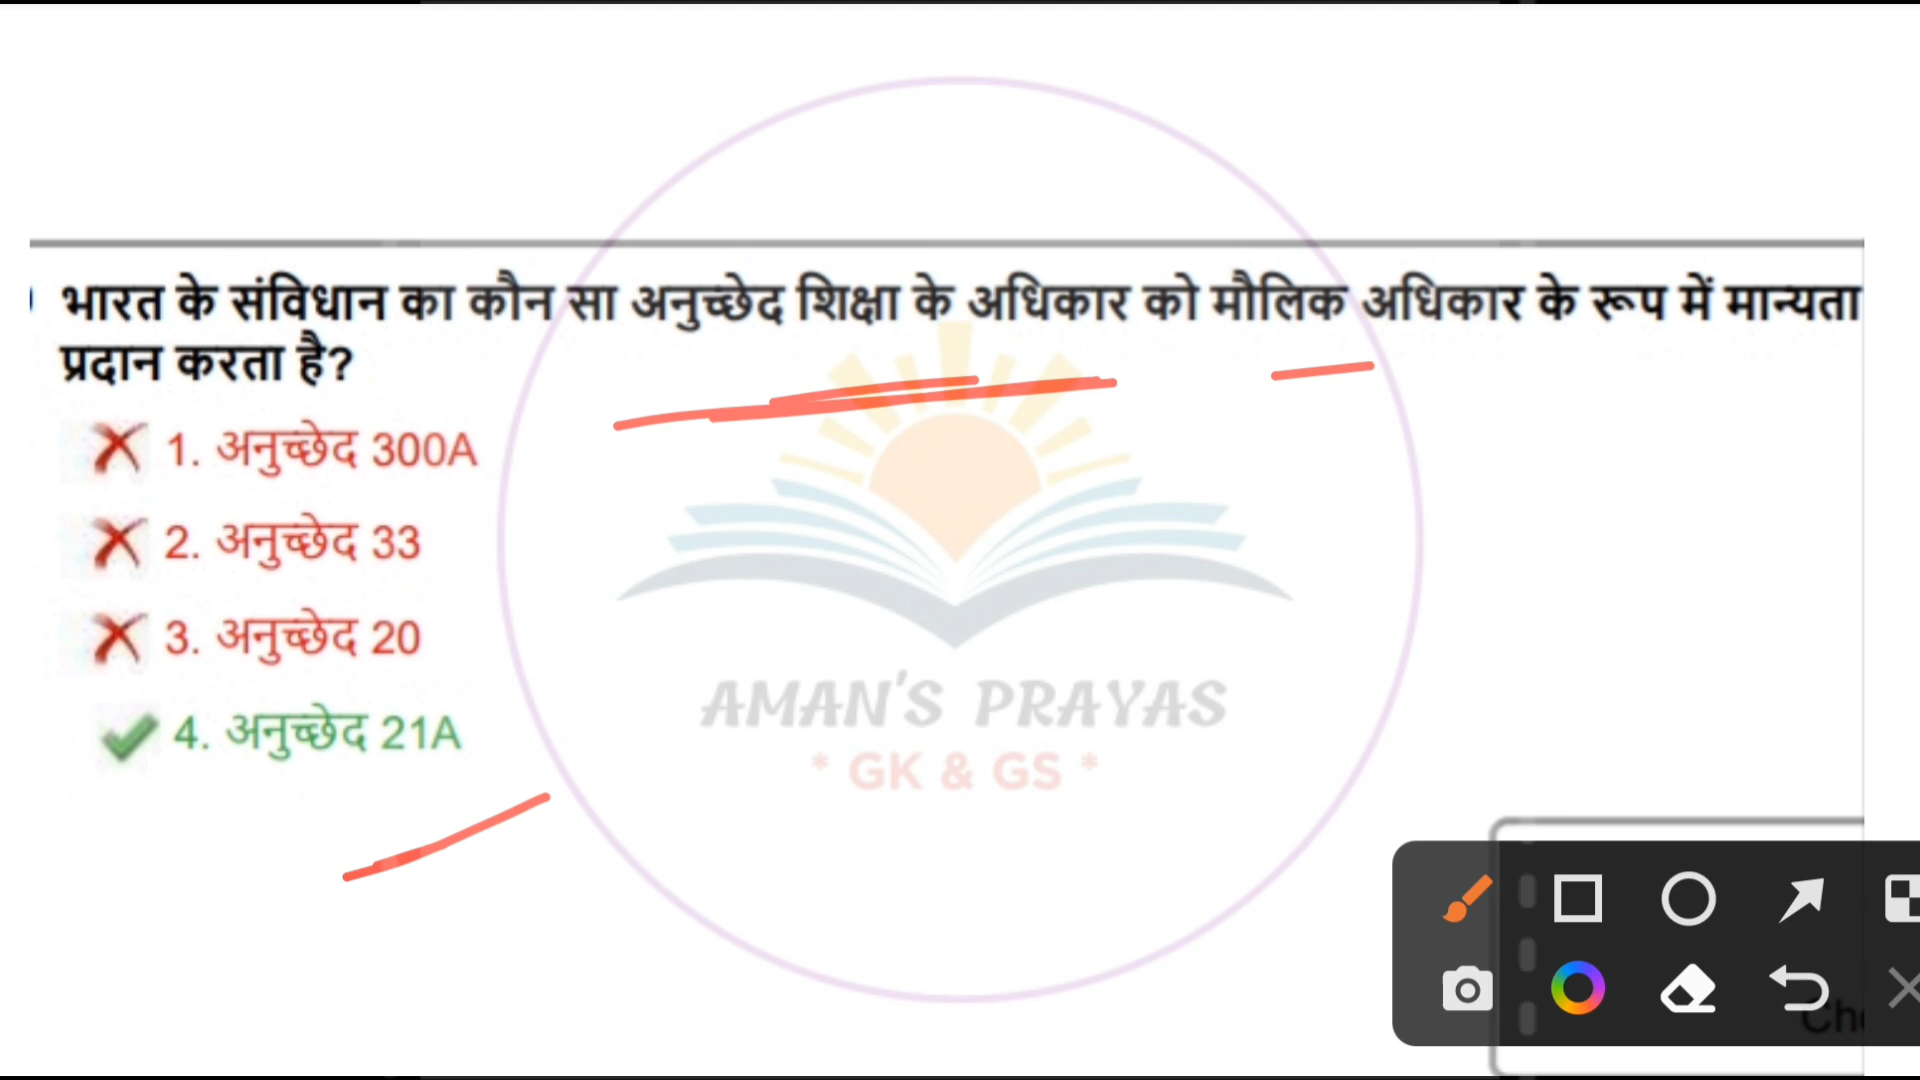 भारत के संविधान का कौन सा अनुच्छेद शिक्षा के अधिकार को मौलिक अधिकार के रूप में मान्यता
प्रदान करता है?
1. अनुच्छेद 300A
2. अनुच्छेद 33
3. अनुच्छेद 20
4. अनुच्छेद 21A
AMAN'S PRAYAS
* GK & GS *